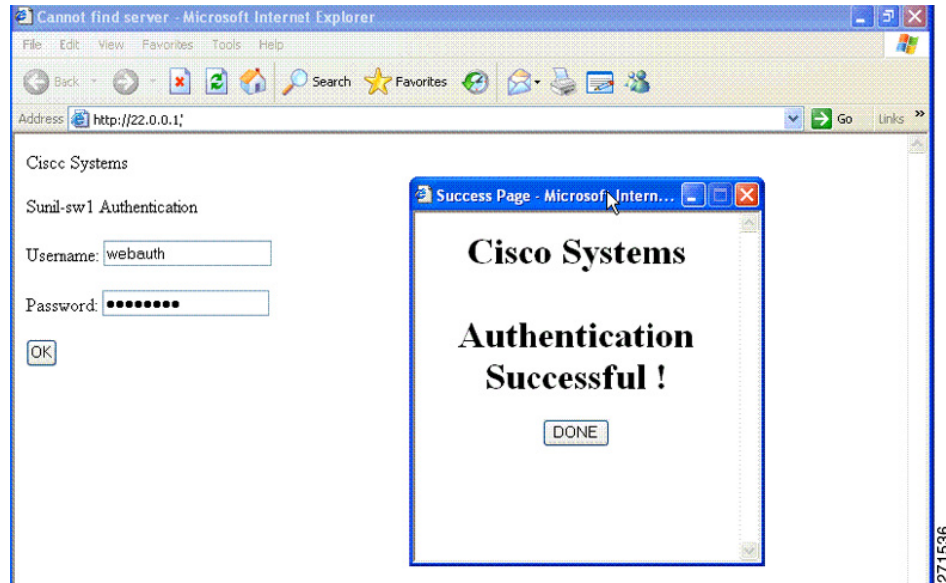 Cannot find server - Microsoft Internet Explorer
File Edit View Favorites Tools Help
Back Search Favorites
Address http://22.0.0.1; Go Links »
Ciscc Systems
Sunil-sw1 Authentication
Username: webauth
Password: ●●●●●●●●
OK
Success Page - Microsoft Intern...
Cisco Systems
Authentication
Successful !
DONE
271536